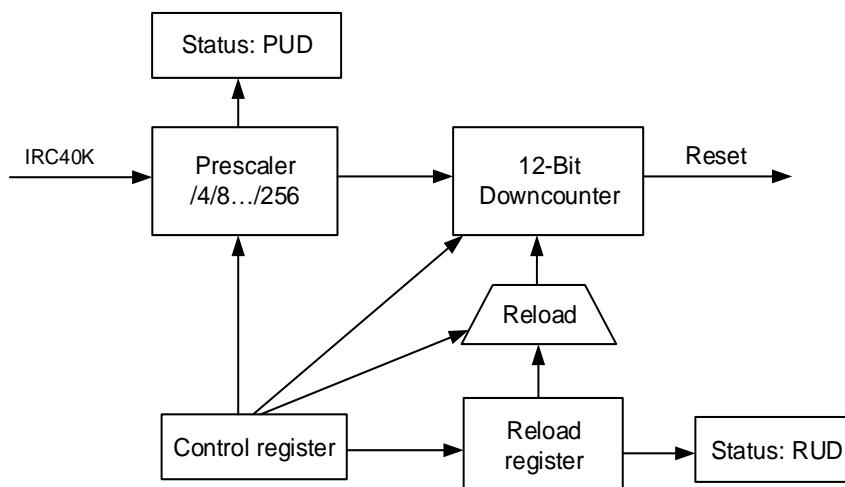 Status: PUD
IRC40K
Prescaler
/4/8…/256
12-Bit
Downcounter
Reset
Reload
Control register
Reload
register
Status: RUD